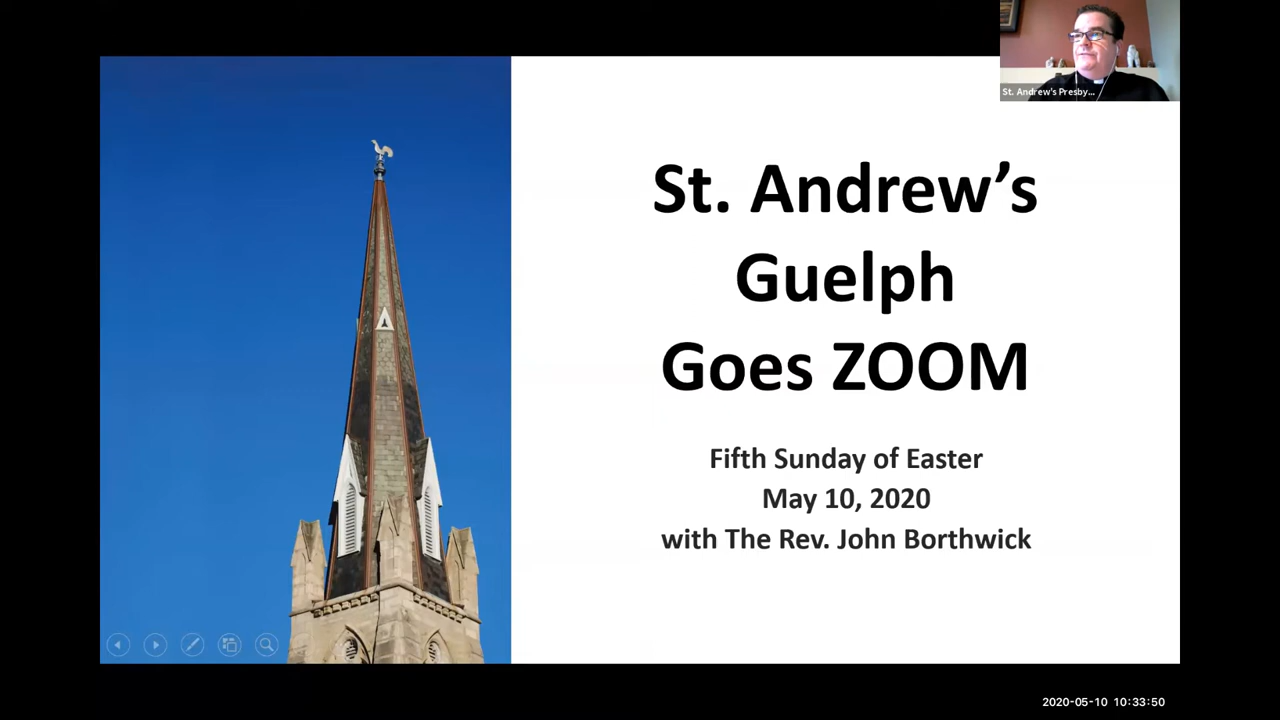 St. Andrew's Presby...
St. Andrew’s
Guelph
Goes ZOOM
Fifth Sunday of Easter
May 10, 2020
with The Rev. John Borthwick
2020-05-10 10:33:50